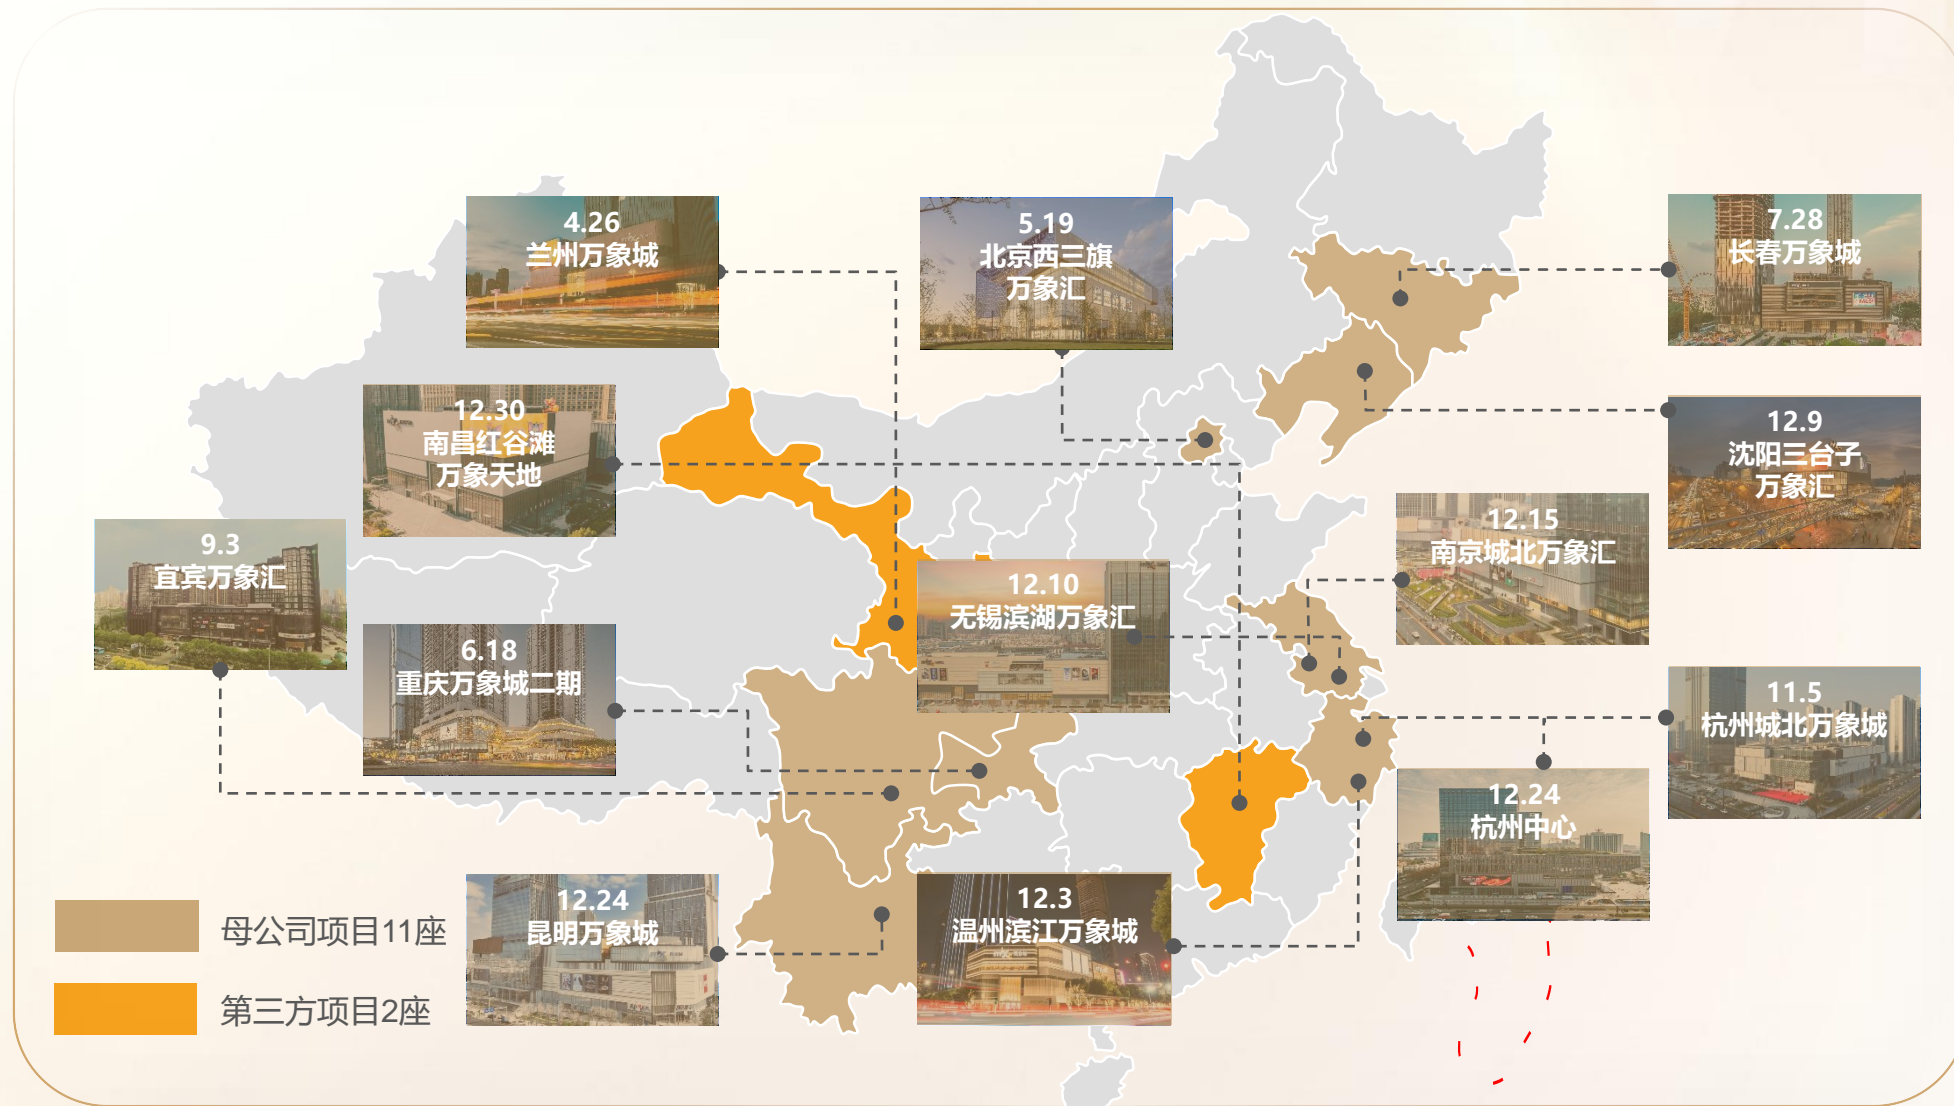 4.26
兰州万象城
5.19
北京西三旗
万象汇
7.28
长春万象城
12.30
南昌红谷滩
万象天地
12.9
沈阳三台子
万象汇
12.15
南京城北万象汇
9.3
宜宾万象汇
12.10
无锡滨湖万象汇
6.18
重庆万象城二期
11.5
杭州城北万象城
12.24
杭州中心
12.24
昆明万象城
12.3
温州滨江万象城
母公司项目11座
第三方项目2座